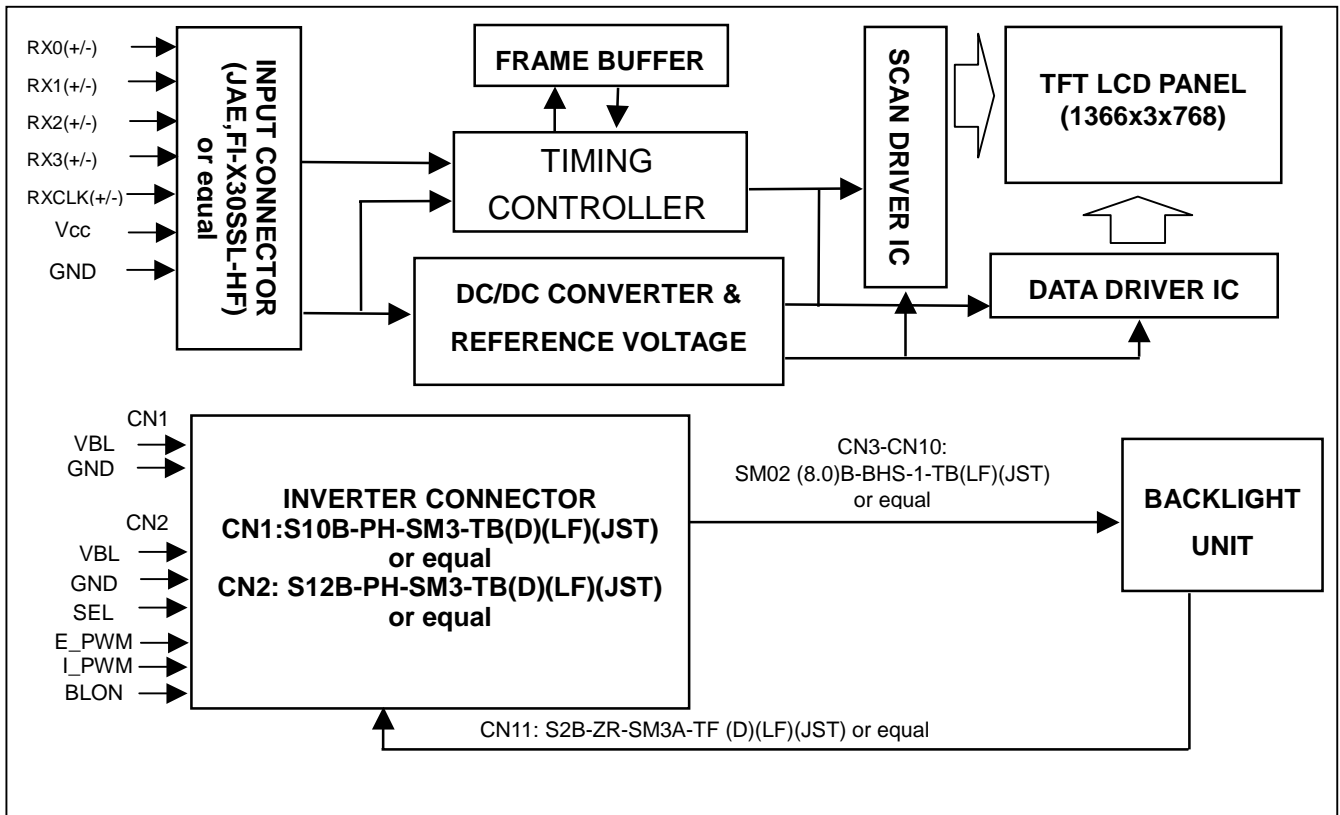 RX0(+/-)
RX1(+/-)
RX2(+/-)
RX3(+/-)
RXCLK(+/-)
Vcc
GND
INPUT CONNECTOR
(JAE,FI-X30SSL-HF)
or equal
FRAME BUFFER
TIMING
CONTROLLER
DC/DC CONVERTER &
REFERENCE VOLTAGE
SCAN DRIVER IC
TFT LCD PANEL
(1366x3x768)
DATA DRIVER IC
CN1
VBL
GND
CN2
VBL
GND
SEL
E_PWM
I_PWM
BLON
INVERTER CONNECTOR
CN1:S10B-PH-SM3-TB(D)(LF)(JST)
or equal
CN2: S12B-PH-SM3-TB(D)(LF)(JST)
or equal
CN3-CN10:
SM02 (8.0)B-BHS-1-TB(LF)(JST)
or equal
BACKLIGHT
UNIT
CN11: S2B-ZR-SM3A-TF (D)(LF)(JST) or equal